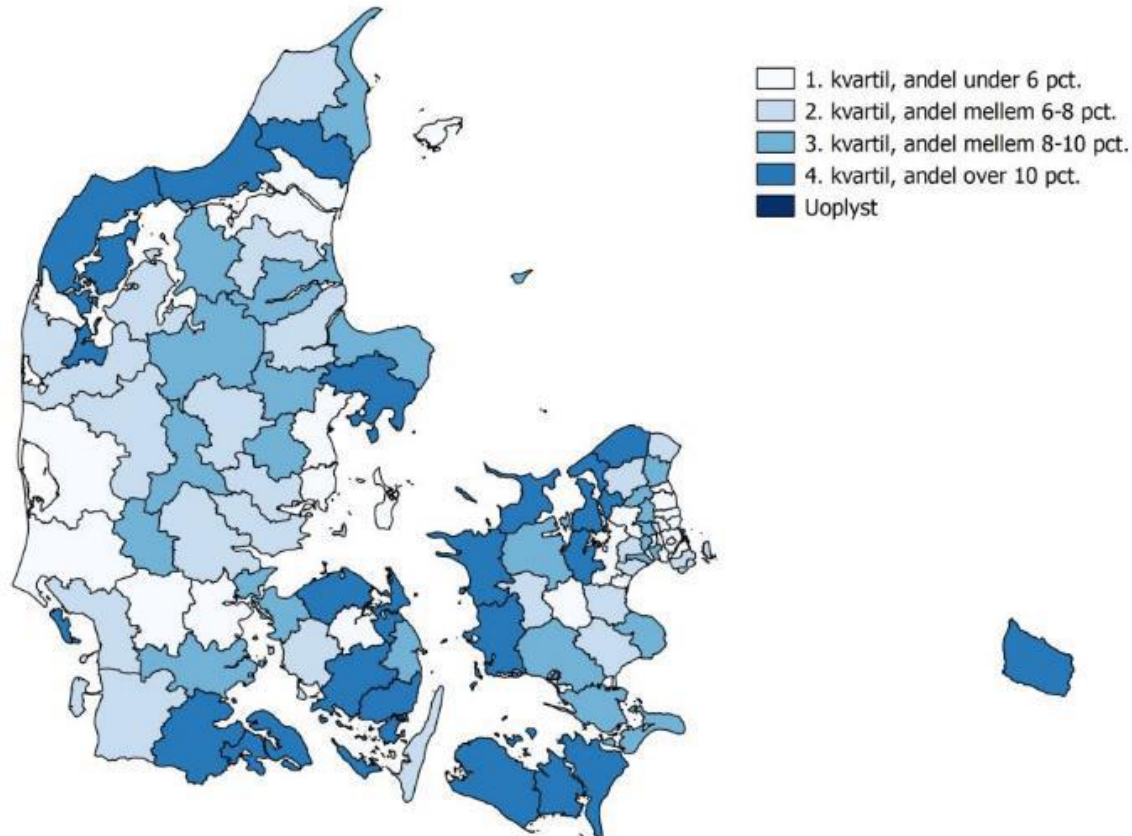 1. kvartil, andel under 6 pct.
2. kvartil, andel mellem 6-8 pct.
3. kvartil, andel mellem 8-10 pct.
4. kvartil, andel over 10 pct.
Uoplyst